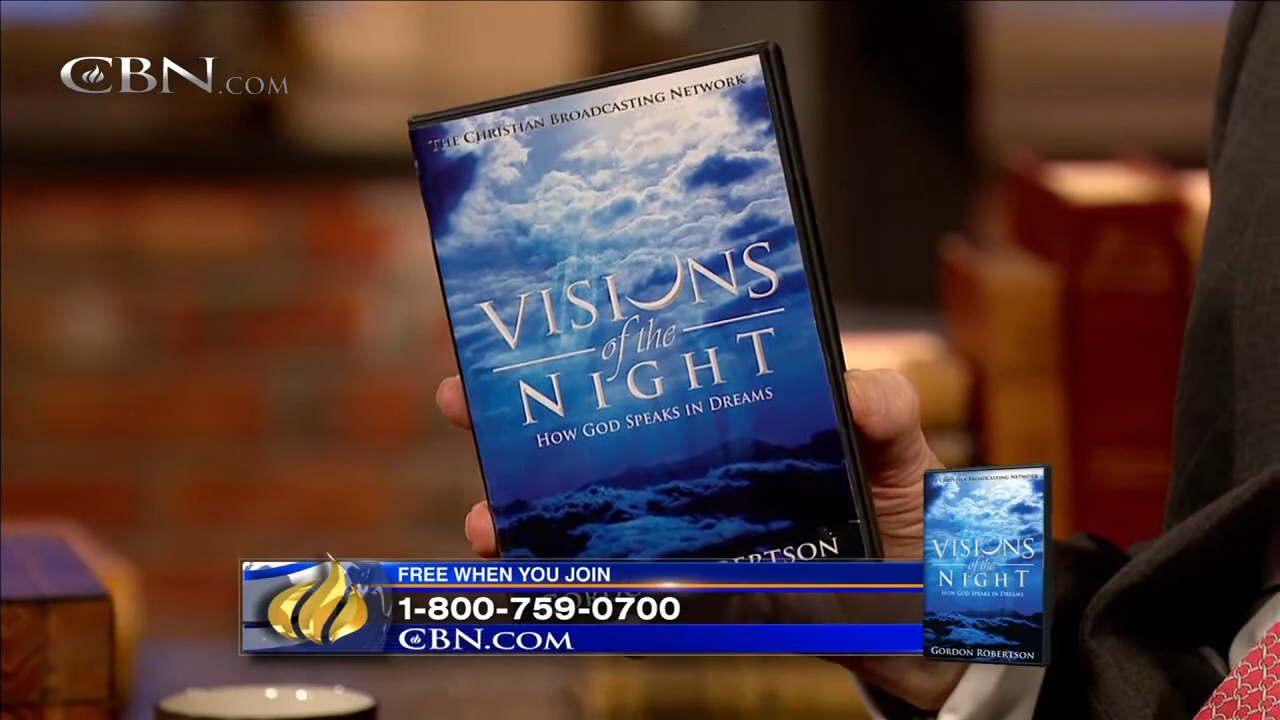 CBN.COM
THE CHRISTIAN BROADCASTING NETWORK
VISIONS
of the
NIGHT
HOW GOD SPEAKS IN DREAMS
FREE WHEN YOU JOIN
1-800-759-0700
CBN.COM
THE CHRISTIAN BROADCASTING NETWORK
VISIONS
of the
NIGHT
HOW GOD SPEAKS IN DREAMS
GORDON ROBERTSON